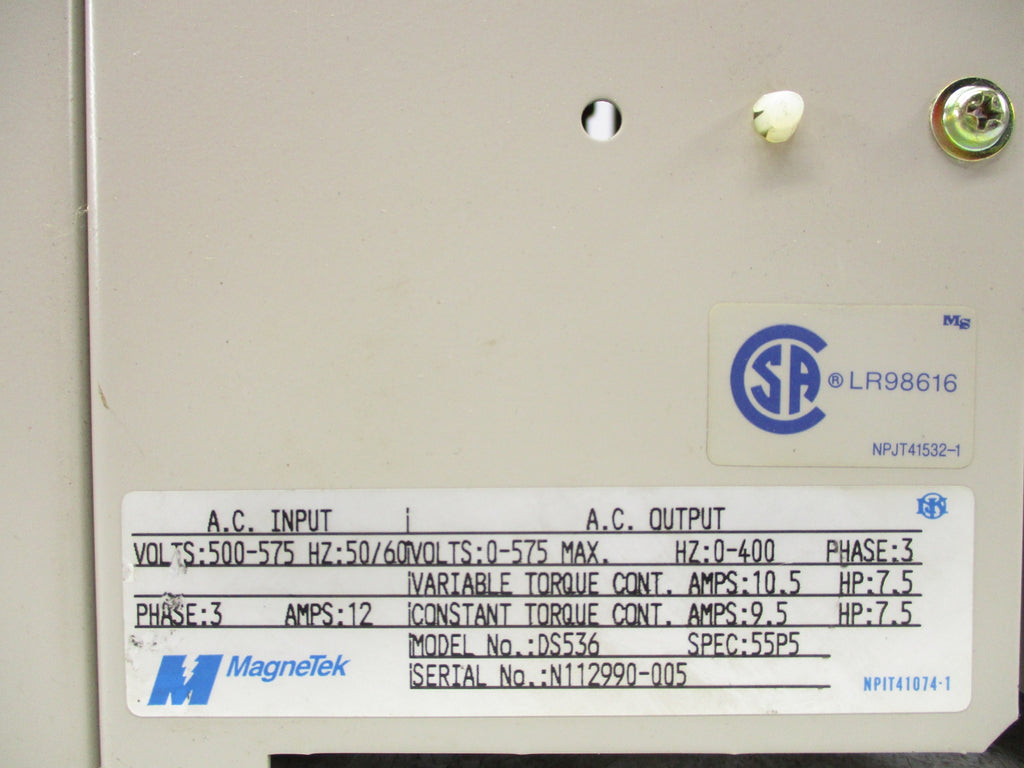 MS
CSA ® LR98616
NPJT41532-1
A.C. INPUT A.C. OUTPUT
VOLTS:500-575 HZ:50/60 VOLTS:0-575 MAX. HZ:0-400 PHASE:3
VARIABLE TORQUE CONT. AMPS:10.5 HP:7.5
PHASE:3 AMPS:12 CONSTANT TORQUE CONT. AMPS:9.5 HP:7.5
MODEL No.:DS536 SPEC:55P5
MagneTek
SERIAL No.:N112990-005
NPIT41074-1